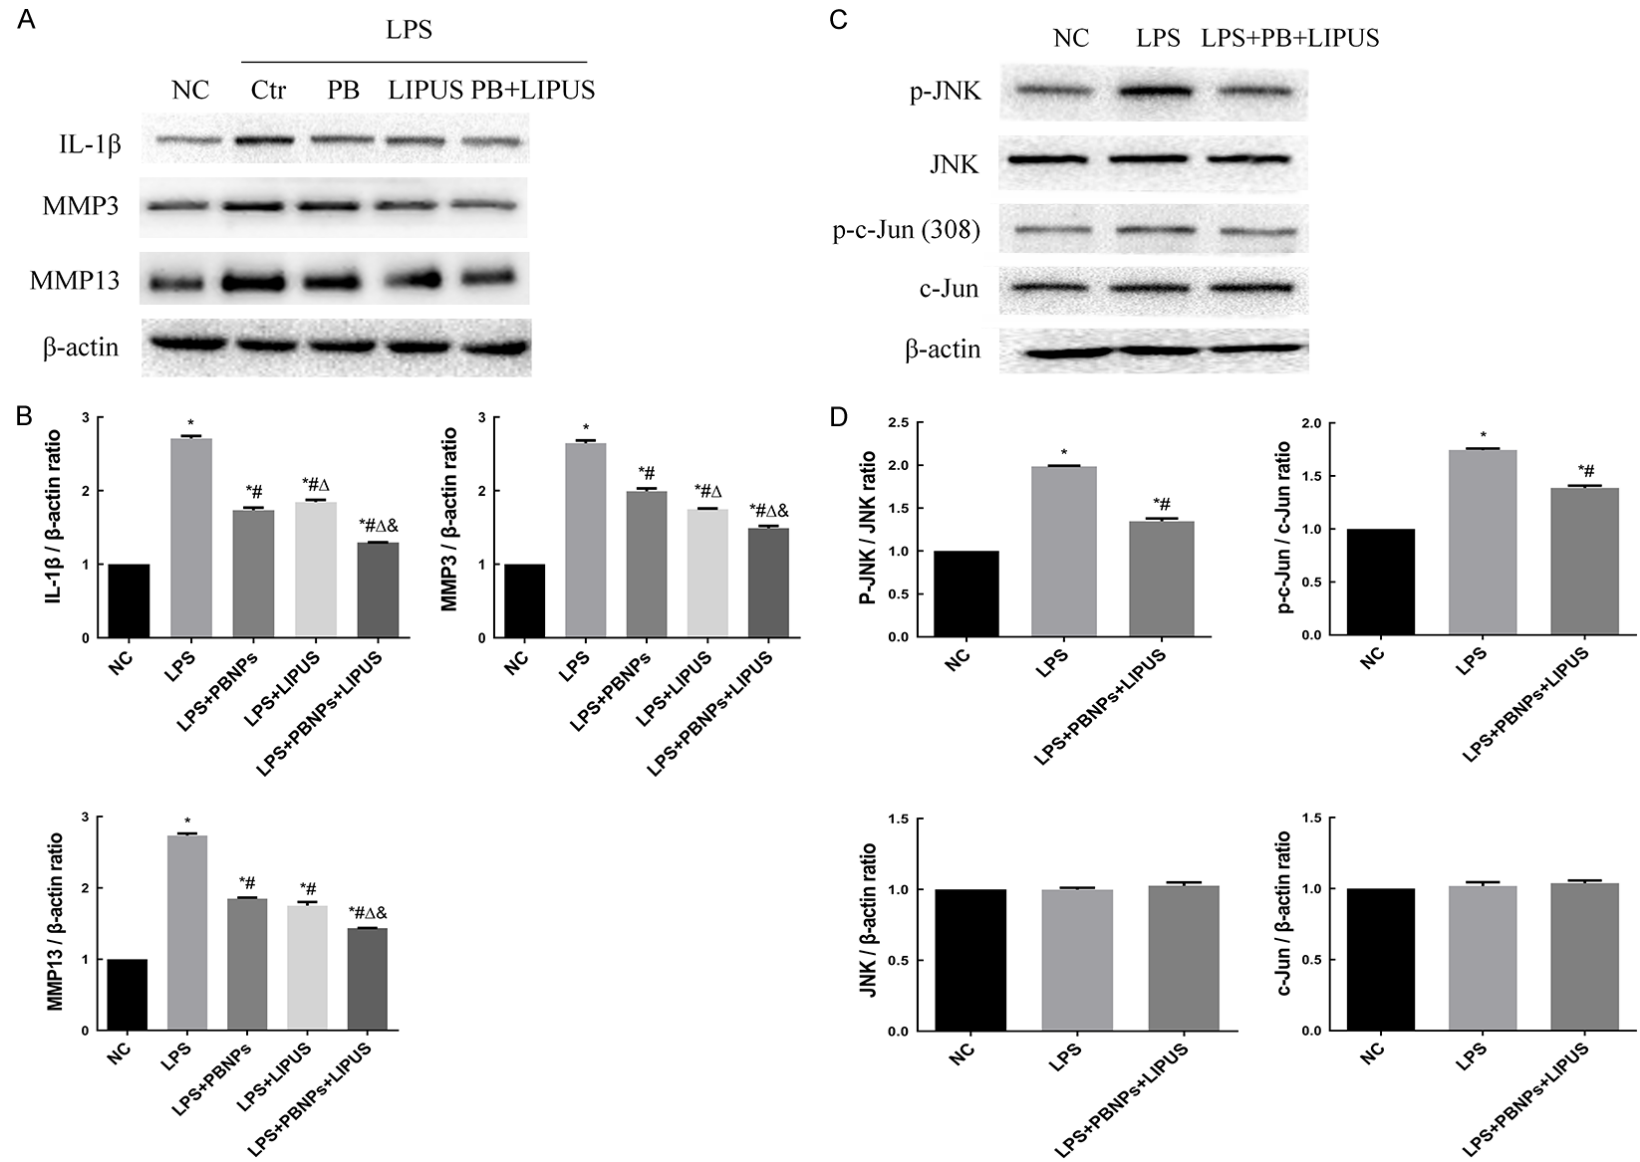 A
LPS
NC Ctr PB LIPUS PB+LIPUS
IL-1β
MMP3
MMP13
β-actin
C
NC LPS LPS+PB+LIPUS
p-JNK
JNK
p-c-Jun (308)
c-Jun
β-actin
B
IL-1β / β-actin ratio
3
2
1
0
*
*#
*#Δ
*#Δ&
NC
LPS
LPS+PBNPs
LPS+LIPUS
LPS+PBNPs+LIPUS
MMP3 / β-actin ratio
3
2
1
0
*
*#
*#Δ
*#Δ&
NC
LPS
LPS+PBNPs
LPS+LIPUS
LPS+PBNPs+LIPUS
MMP13 / β-actin ratio
3
2
1
0
*
*#
*#
*#Δ&
NC
LPS
LPS+PBNPs
LPS+LIPUS
LPS+PBNPs+LIPUS
D
P-JNK / JNK ratio
2.5
2.0
1.5
1.0
0.5
0.0
*
*#
NC
LPS
LPS+PBNPs+LIPUS
p-c-Jun / c-Jun ratio
2.0
1.5
1.0
0.5
0.0
*
*#
NC
LPS
LPS+PBNPs+LIPUS
JNK / β-actin ratio
1.5
1.0
0.5
0.0
NC
LPS
LPS+PBNPs+LIPUS
c-Jun / β-actin ratio
1.5
1.0
0.5
0.0
NC
LPS
LPS+PBNPs+LIPUS